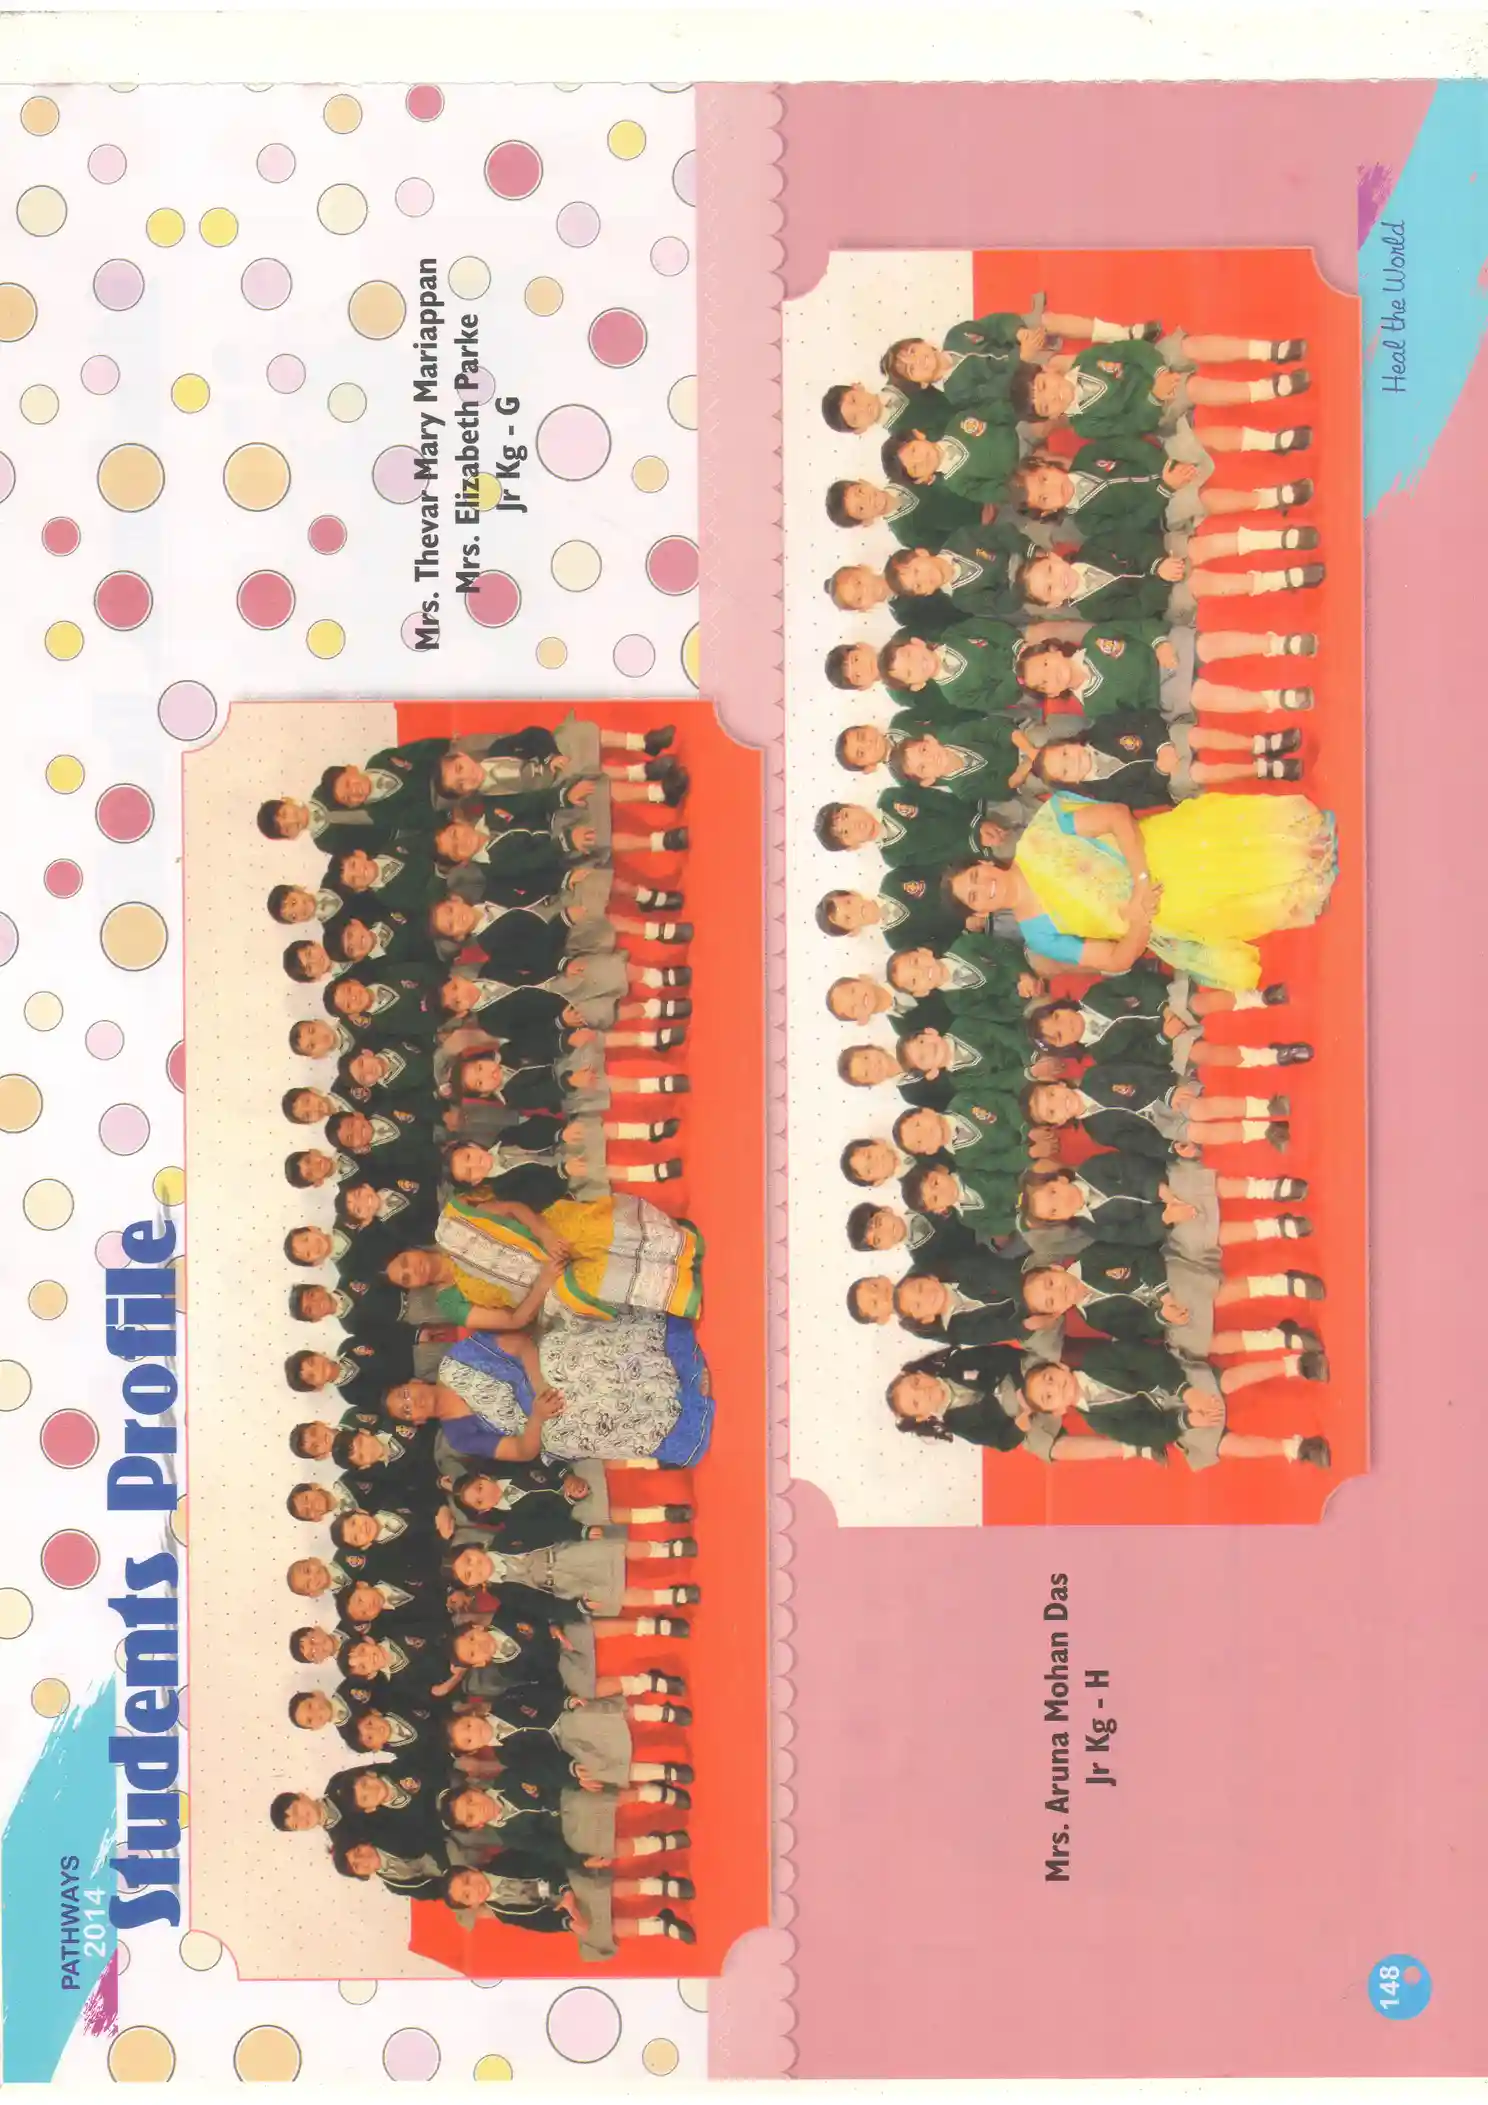 PATHWAYS
2014
Students Profile
Mrs. Thevar Mary Mariappan
Mrs. Elizabeth Parke
Jr Kg - G
Mrs. Aruna Mohan Das
Jr Kg - H
148
Heal the World